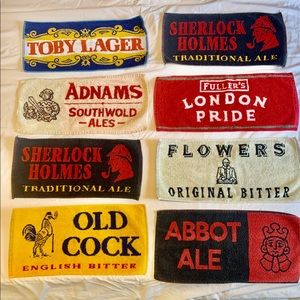 TOBY LAGER
SHERLOCK
HOLMES
TRADITIONAL ALE
ADNAMS
SOUTHWOLD
- ALES -
FULLER'S
LONDON
PRIDE
SHERLOCK
HOLMES
TRADITIONAL ALE
FLOWERS
ORIGINAL BITTER
OLD
COCK
ENGLISH BITTER
ABBOT
ALE